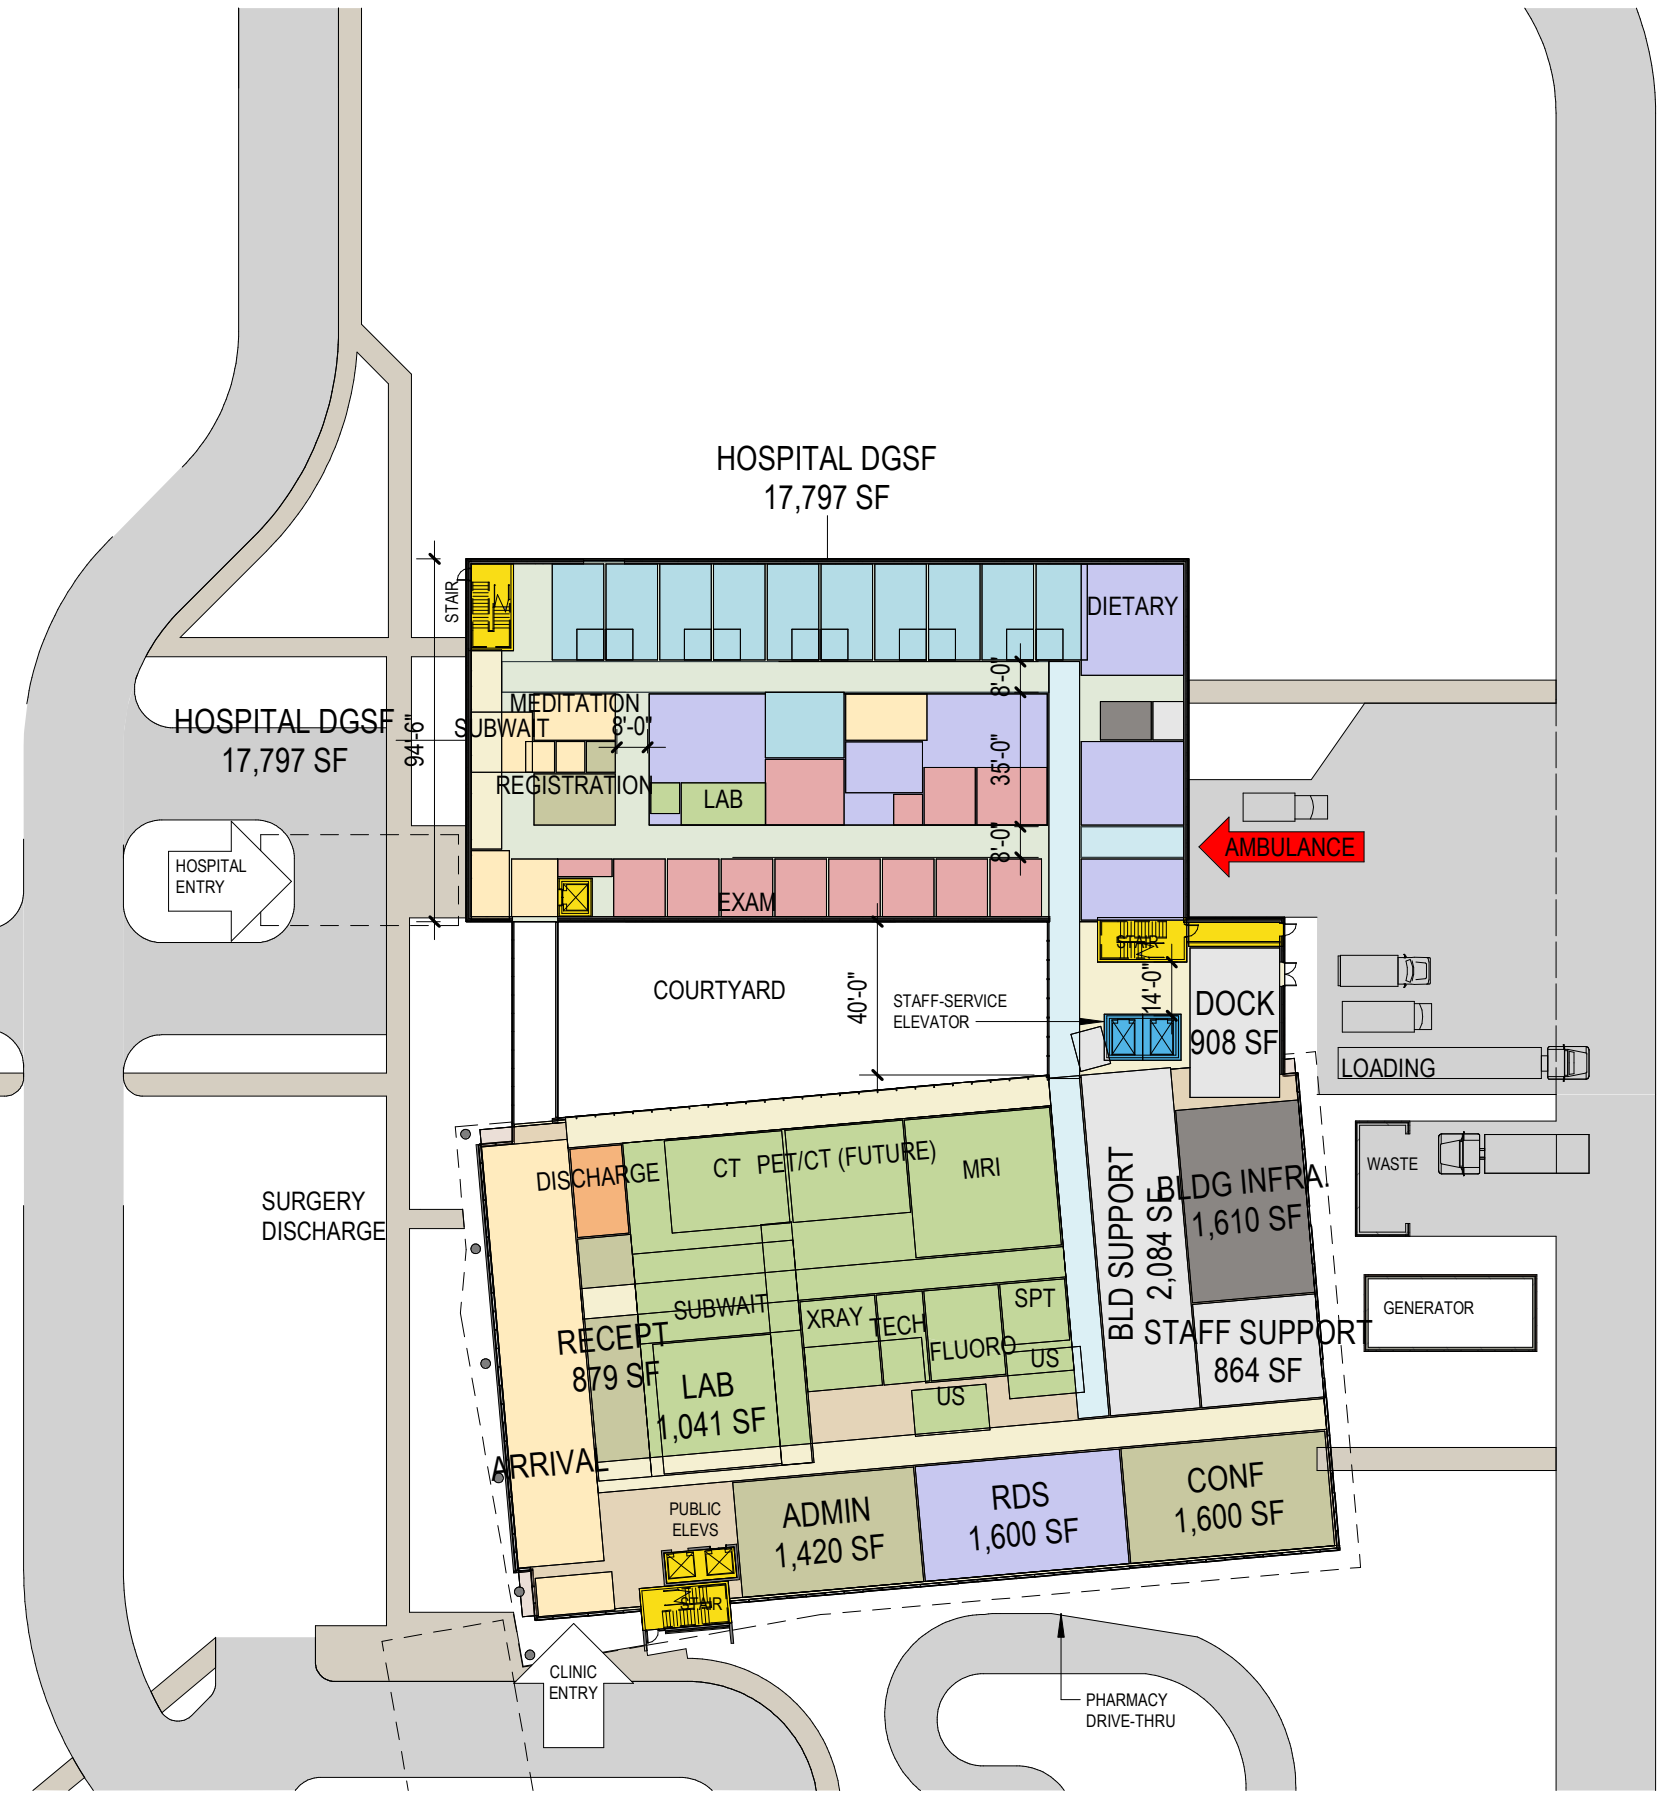 HOSPITAL DGSF
17,797 SF
STAIR
DIETARY
8'-0"
MEDITATION
HOSPITAL DGSF
17,797 SF
94'-6"
SUBWAIT
8'-0"
35'-0"
REGISTRATION
LAB
8'-0"
AMBULANCE
HOSPITAL
ENTRY
EXAM
STAIR
COURTYARD
40'-0"
STAFF-SERVICE
ELEVATOR
14'-0"
DOCK
908 SF
LOADING
DISCHARGE
CT
PET/CT (FUTURE)
MRI
BLD SUPPORT
2,084 SF
BLDG INFRA.
1,610 SF
WASTE
SURGERY
DISCHARGE
SUBWAIT
XRAY
TECH
SPT
GENERATOR
RECEPT
879 SF
FLUORO
US
STAFF SUPPORT
864 SF
LAB
1,041 SF
US
ARRIVAL
PUBLIC
ELEVS
ADMIN
1,420 SF
RDS
1,600 SF
CONF
1,600 SF
STAIR
CLINIC
ENTRY
PHARMACY
DRIVE-THRU